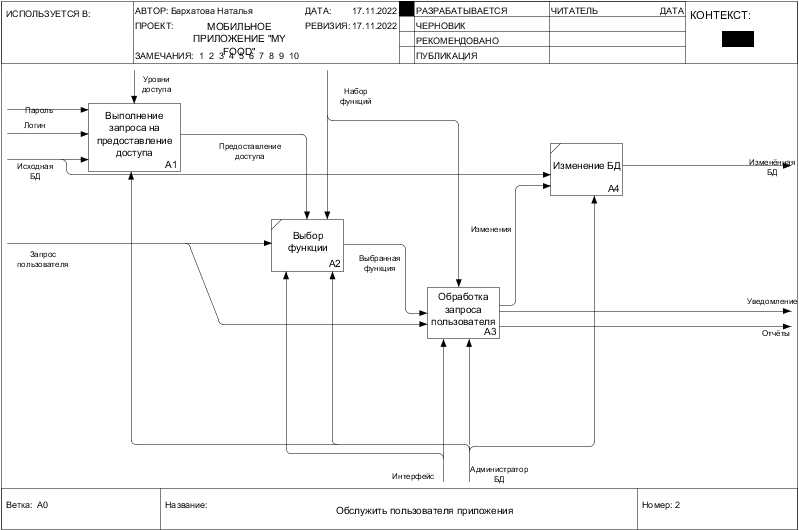 ИСПОЛЬЗУЕТСЯ В:
АВТОР: Бархатова Наталья
ДАТА: 17.11.2022
ПРОЕКТ: МОБИЛЬНОЕ
ПРИЛОЖЕНИЕ "MY
FOOD"
РЕВИЗИЯ: 17.11.2022
ЗАМЕЧАНИЯ: 1 2 3 4 5 6 7 8 9 10
РАЗРАБАТЫВАЕТСЯ
ЧЕРНОВИК
РЕКОМЕНДОВАНО
ПУБЛИКАЦИЯ
ЧИТАТЕЛЬ
ДАТА
КОНТЕКСТ:
Уровни
доступа
Набор
функций
Пароль
Логин
Исходная
БД
Выполнение
запроса на
предоставление
доступа
A1
Предоставление
доступа
Изменение БД
A4
Изменённая
БД
Запрос
пользователя
Выбор
функции
A2
Выбранная
функция
Изменения
Обработка
запроса
пользователя
A3
Уведомление
Отчёты
Интерфейс
Администратор
БД
Ветка: A0
Название:
Обслужить пользователя приложения
Номер: 2